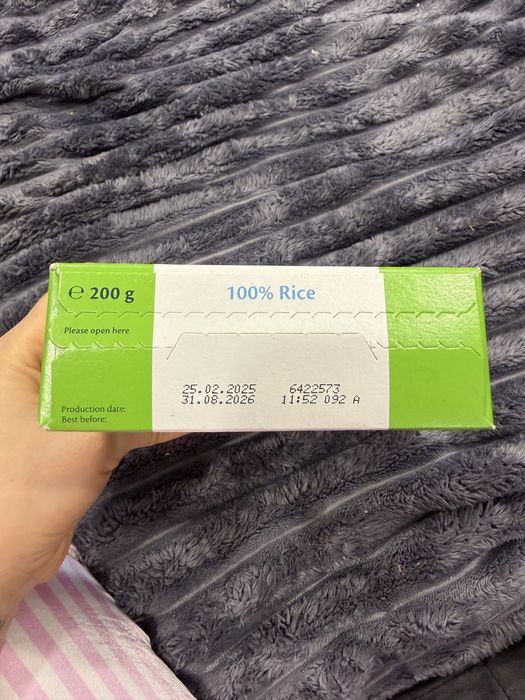 ℮ 200 g 100% Rice
Please open here
25.02.2025 6422573
31.08.2026 11:52 092 A
Production date:
Best before: